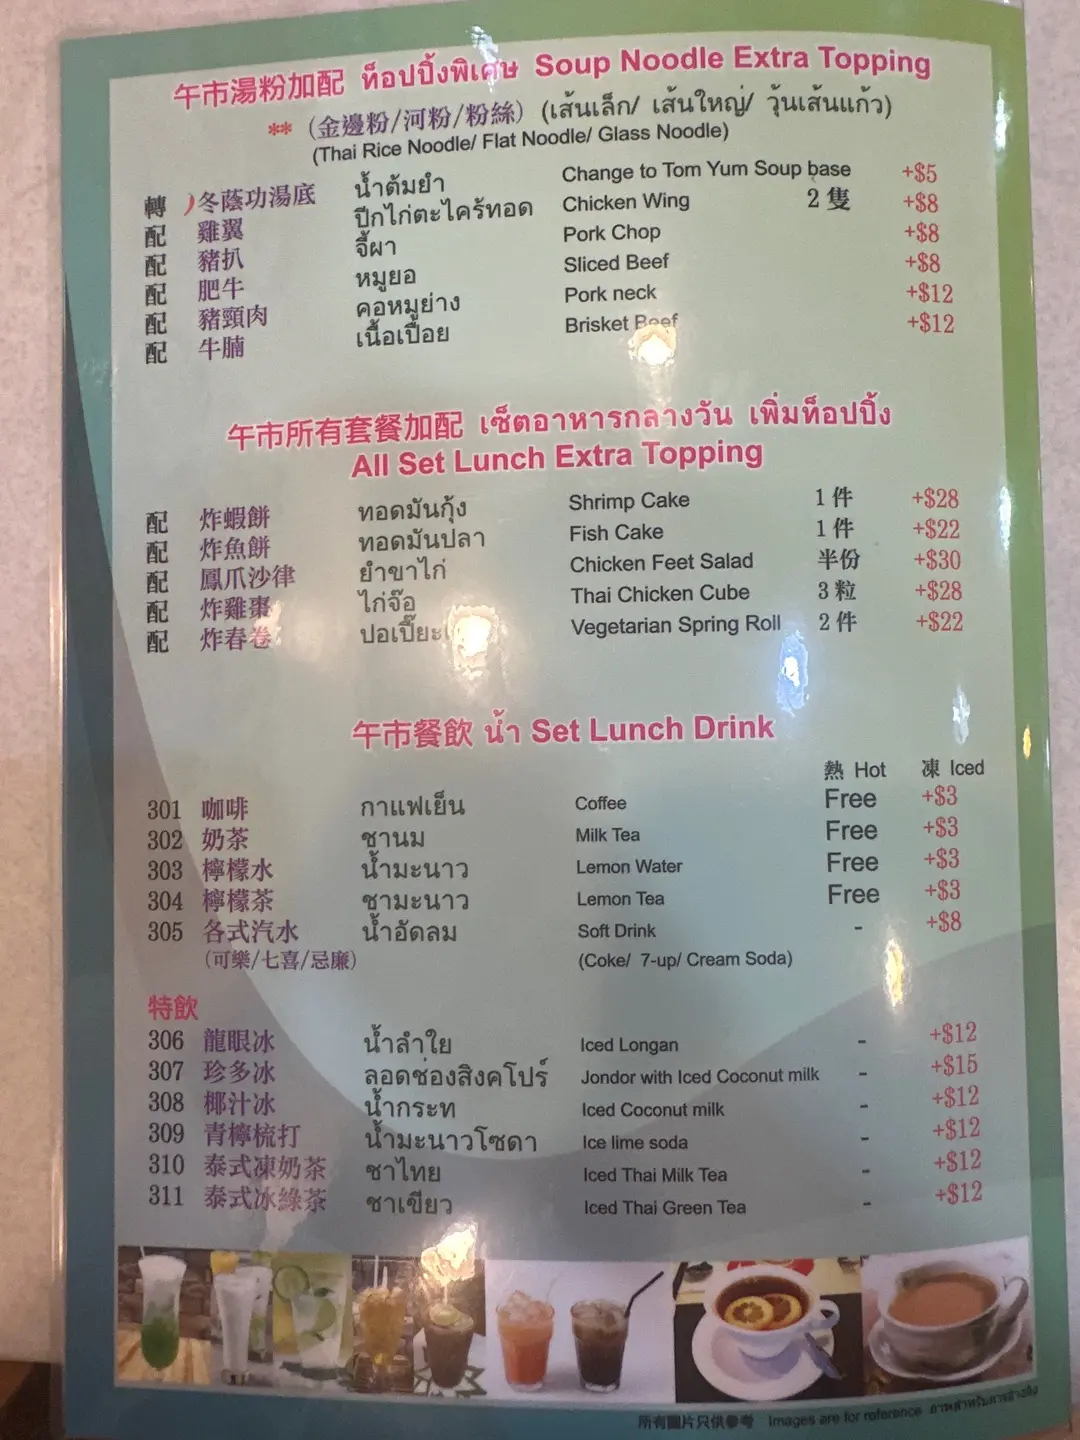 午市湯粉加配 ท็อปปิ้งพิเศษ Soup Noodle Extra Topping
** (金邊粉/河粉/粉絲) (เส้นเล็ก/ เส้นใหญ่/ วุ้นเส้นแก้ว)
(Thai Rice Noodle/ Flat Noodle/ Glass Noodle)
轉 冬蔭功湯底 น้ำต้มยำ Change to Tom Yum Soup base +$5
配 雞翼 ปีกไก่ตะไคร้ทอด Chicken Wing 2 隻 +$8
配 豬扒 จี้ผา Pork Chop +$8
配 肥牛 หมูยอ Sliced Beef +$8
配 豬頸肉 คอหมูย่าง Pork neck +$12
配 牛腩 เนื้อเปื่อย Brisket Beef +$12
午市所有套餐加配 เซ็ตอาหารกลางวัน เพิ่มท็อปปิ้ง
All Set Lunch Extra Topping
配 炸蝦餅 ทอดมันกุ้ง Shrimp Cake 1 件 +$28
配 炸魚餅 ทอดมันปลา Fish Cake 1 件 +$22
配 鳳爪沙律 ยำขาไก่ Chicken Feet Salad 半份 +$30
配 炸雞棗 ไก่จ๊อ Thai Chicken Cube 3 粒 +$28
配 炸春卷 Vegetarian Spring Roll 2 件 +$22
午市餐飲 น้ำ Set Lunch Drink
熱 Hot 凍 Iced
301 咖啡 กาแฟเย็น Coffee Free +$3
302 奶茶 ชานม Milk Tea Free +$3
303 檸檬水 น้ำมะนาว Lemon Water Free +$3
304 檸檬茶 ชามะนาว Lemon Tea Free +$3
305 各式汽水 น้ำอัดลม Soft Drink - +$8
(可樂/七喜/忌廉) (Coke/ 7-up/ Cream Soda)
特飲
306 龍眼冰 น้ำลำใย Iced Longan - +$12
307 珍多冰 ลอดช่องสิงคโปร์ Jondor with Iced Coconut milk - +$15
308 椰汁冰 น้ำกระท Iced Coconut milk - +$12
309 青檸梳打 น้ำมะนาวโซดา Ice lime soda - +$12
310 泰式凍奶茶 ชาไทย Iced Thai Milk Tea - +$12
311 泰式冰綠茶 ชาเขียว Iced Thai Green Tea - +$12
所有圖片只供參考 Images are for reference ภาพสำหรับการอ้างอิง